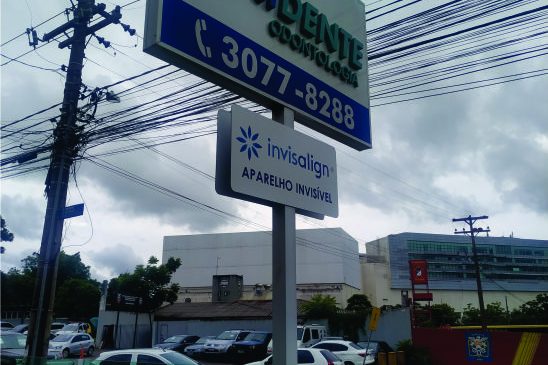 DENTE
ODONTOLOGIA
3077-8288
invisalign
APARELHO INVISÍVEL